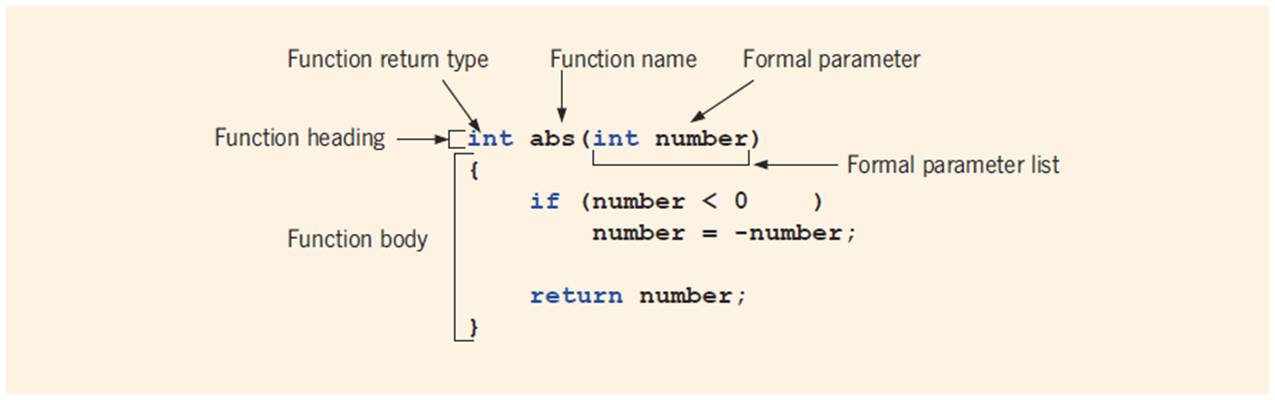 Function return type Function name Formal parameter
Function heading int abs(int number)
Formal parameter list
{
if (number < 0 )
number = -number;
Function body
return number;
}